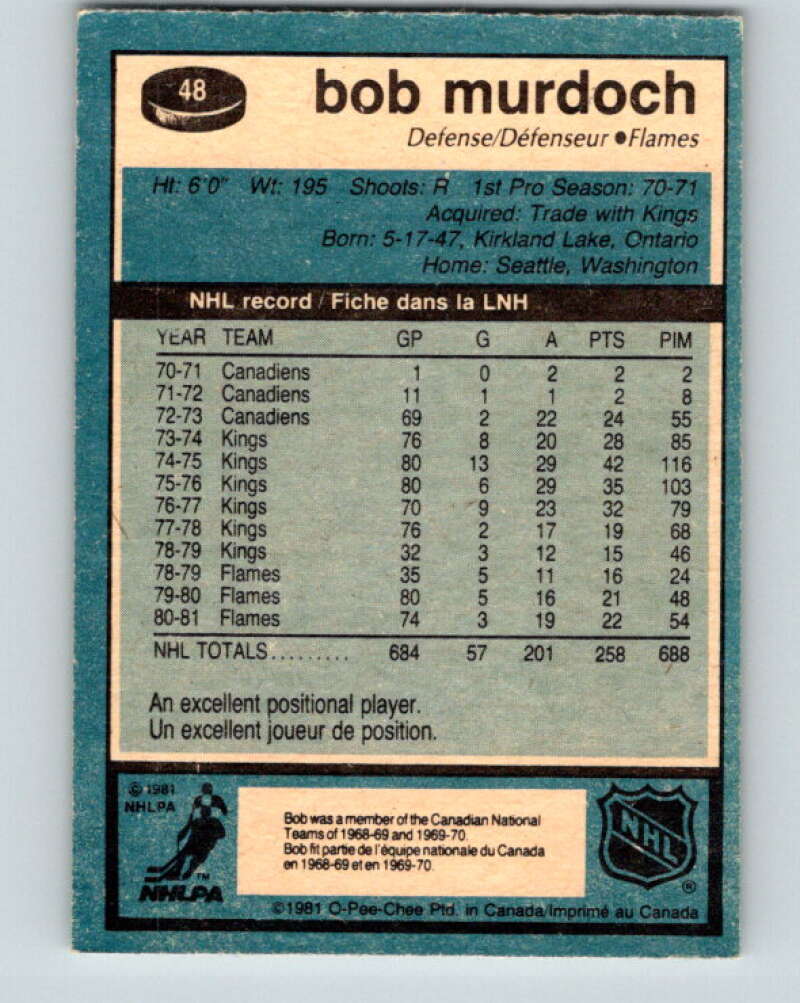 48
bob murdoch
Defense/Défenseur ●Flames
Ht: 6'0" Wt: 195 Shoots: R 1st Pro Season: 70-71
Acquired: Trade with Kings
Born: 5-17-47, Kirkland Lake, Ontario
Home: Seattle, Washington
NHL record / Fiche dans la LNH
YEAR TEAM GP G A PTS PIM
70-71 Canadiens 1 0 2 2 2
71-72 Canadiens 11 1 1 2 8
72-73 Canadiens 69 2 22 24 55
73-74 Kings 76 8 20 28 85
74-75 Kings 80 13 29 42 116
75-76 Kings 80 6 29 35 103
76-77 Kings 70 9 23 32 79
77-78 Kings 76 2 17 19 68
78-79 Kings 32 3 12 15 46
78-79 Flames 35 5 11 16 24
79-80 Flames 80 5 16 21 48
80-81 Flames 74 3 19 22 54
NHL TOTALS......... 684 57 201 258 688
An excellent positional player.
Un excellent joueur de position.
© 1981
NHLPA
TM
NHLPA
Bob was a member of the Canadian National
Teams of 1968-69 and 1969-70.
Bob fit partie de l'équipe nationale du Canada
en 1968-69 et en 1969-70.
NHL
®
©1981 O-Pee-Chee Ptd. in Canada/Imprimé au Canada